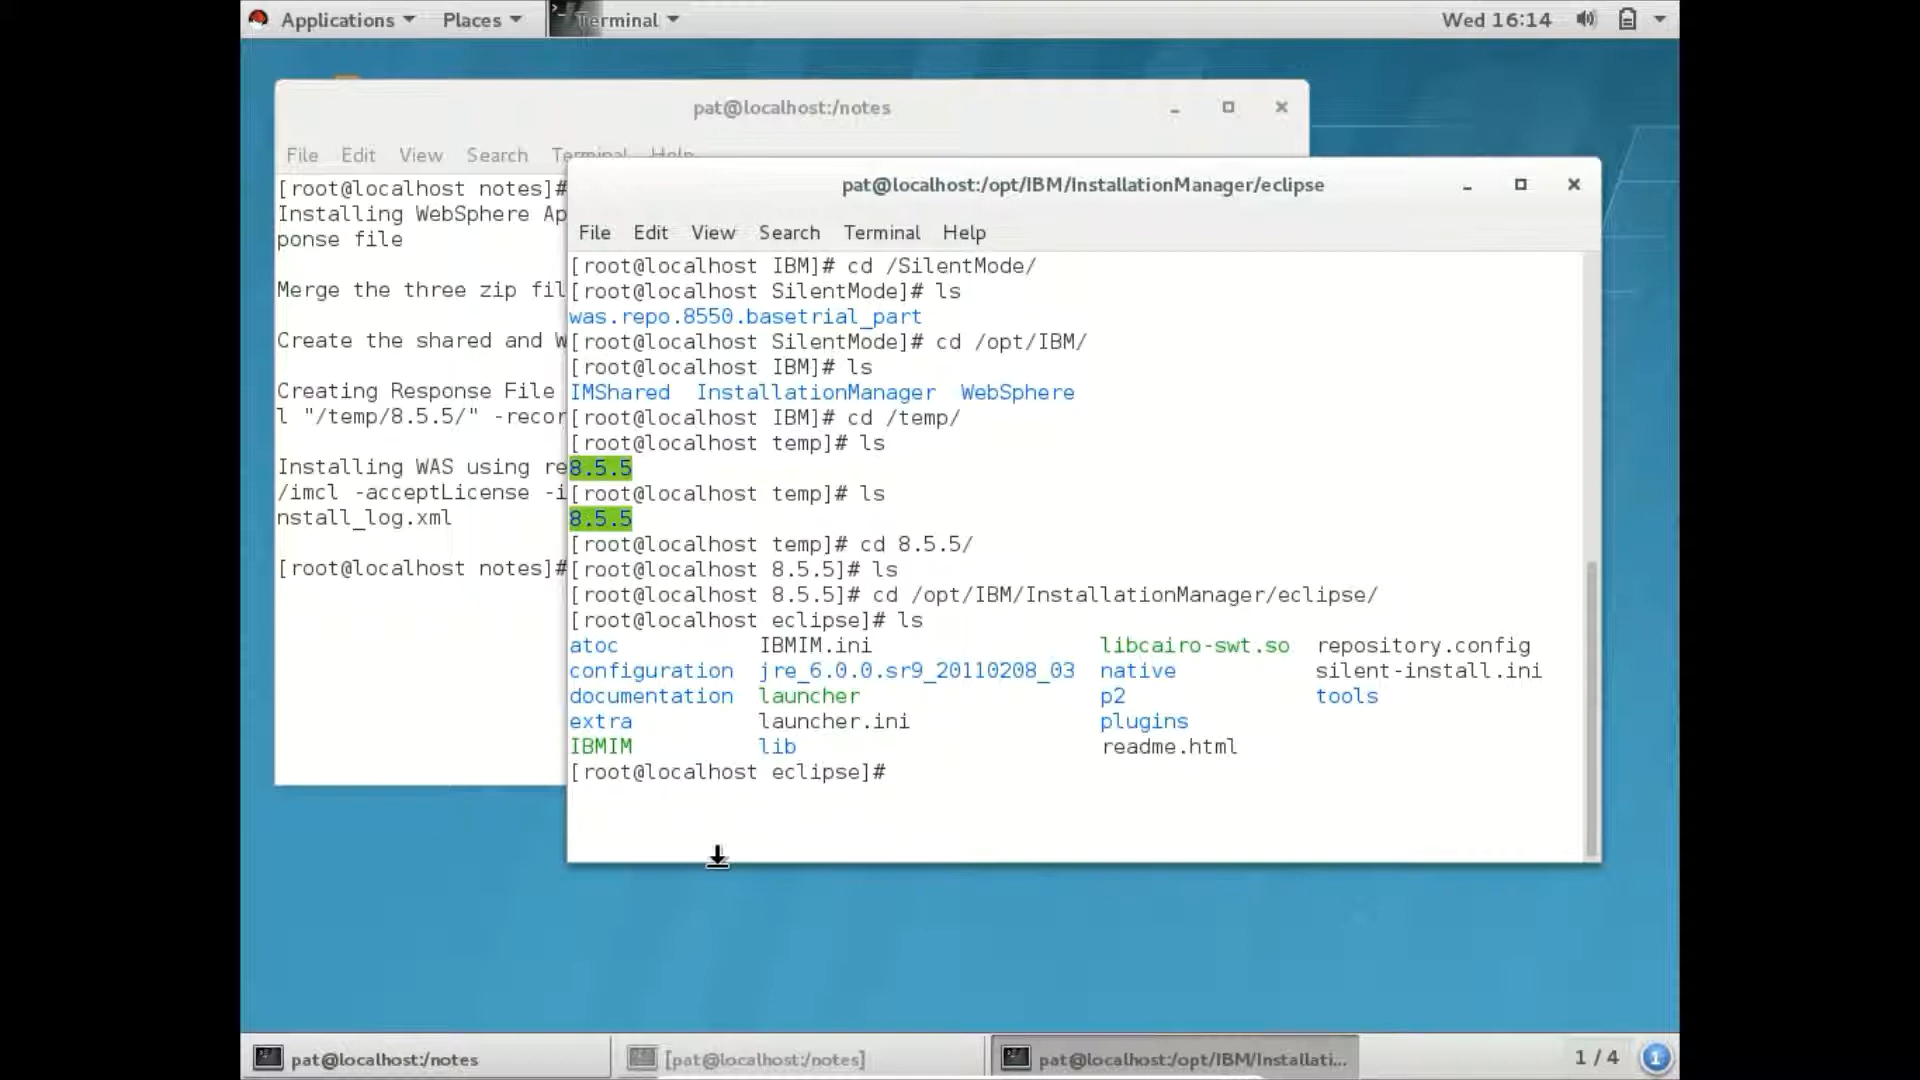 Applications Places Terminal Wed 16:14
pat@localhost:/notes
File Edit View Search Terminal Help
[root@localhost notes]#
Installing WebSphere Ap
ponse file
Merge the three zip fil
Create the shared and W
Creating Response File
l "/temp/8.5.5/" -recor
Installing WAS using re
/imcl -acceptLicense -i
nstall_log.xml
[root@localhost notes]#
pat@localhost:/opt/IBM/InstallationManager/eclipse
File Edit View Search Terminal Help
[root@localhost IBM]# cd /SilentMode/
[root@localhost SilentMode]# ls
was.repo.8550.basetrial_part
[root@localhost SilentMode]# cd /opt/IBM/
[root@localhost IBM]# ls
IMShared InstallationManager WebSphere
[root@localhost IBM]# cd /temp/
[root@localhost temp]# ls
8.5.5
[root@localhost temp]# ls
8.5.5
[root@localhost temp]# cd 8.5.5/
[root@localhost 8.5.5]# ls
[root@localhost 8.5.5]# cd /opt/IBM/InstallationManager/eclipse/
[root@localhost eclipse]# ls
atoc IBMIM.ini libcairo-swt.so repository.config
configuration jre_6.0.0.sr9_20110208_03 native silent-install.ini
documentation launcher p2 tools
extra launcher.ini plugins
IBMIM lib readme.html
[root@localhost eclipse]#
pat@localhost:/notes [pat@localhost:/notes] pat@localhost:/opt/IBM/Installati... 1 / 4 1